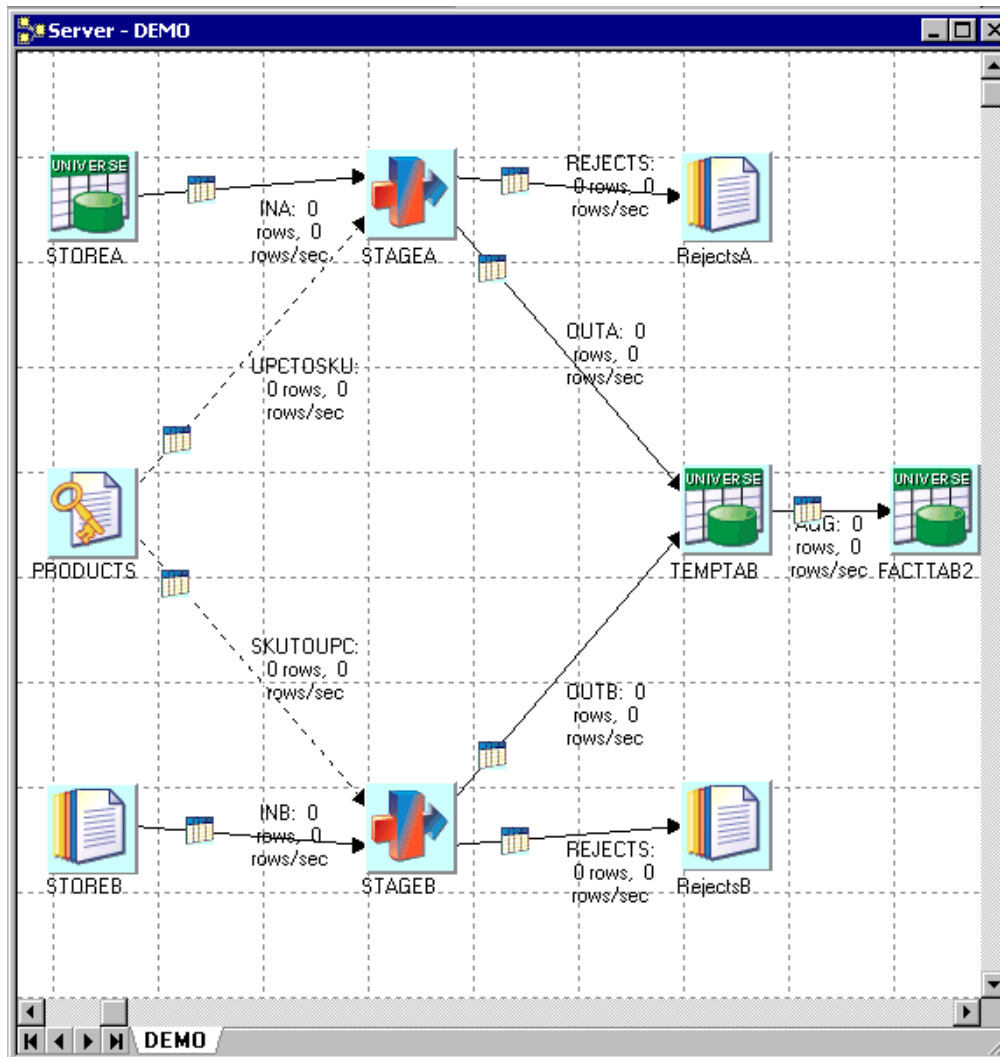 Server - DEMO
UNIVERSE
STOREA
INA: 0
rows, 0
rows/sec
STAGEA
REJECTS:
0 rows, 0
rows/sec
RejectsA
UPCTOSKU:
0 rows, 0
rows/sec
OUTA: 0
rows, 0
rows/sec
PRODUCTS
UNIVERSE
TEMPTAB
AGG: 0
rows, 0
rows/sec
UNIVERSE
FACTTAB2
SKUTOUPC:
0 rows, 0
rows/sec
OUTB: 0
rows, 0
rows/sec
STOREB
INB: 0
rows, 0
rows/sec
STAGEB
REJECTS:
0 rows, 0
rows/sec
RejectsB
DEMO